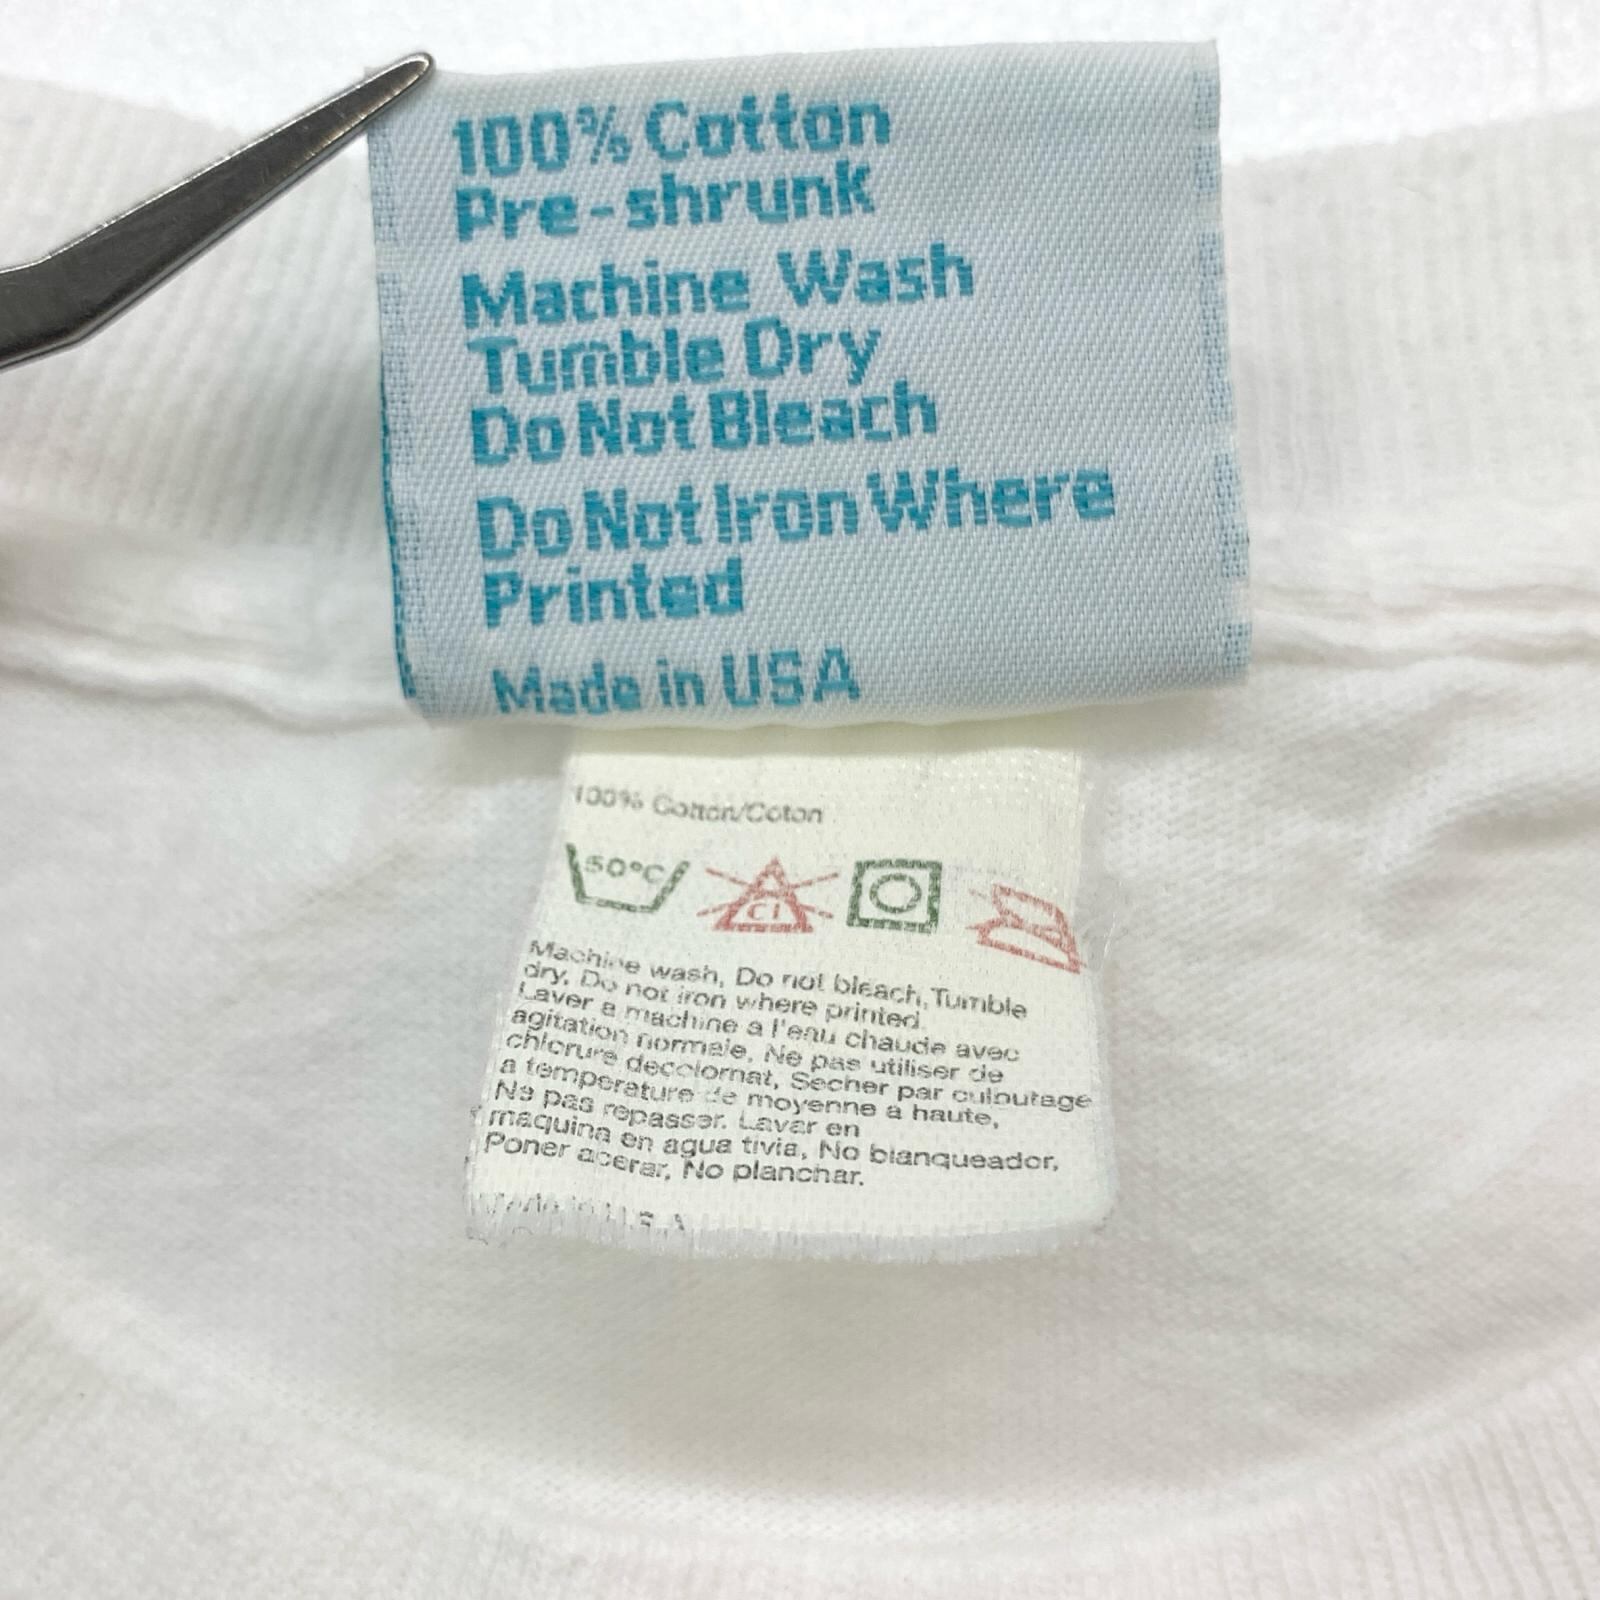 100% Cotton
Pre-shrunk
Machine Wash
Tumble Dry
Do Not Bleach
Do Not Iron Where
Printed
Made in USA
100% Cotton/Coton
50°C
Cl
Machine wash, Do not bleach, Tumble
dry, Do not iron where printed.
Laver a machine a l'eau chaude avec
agitation normale, Ne pas utiliser de
chlorure decolornat, Secher par culbutage
a temperature de moyenne a haute,
Ne pas repasser. Lavar en
maquina en agua tivia, No blanqueador,
Poner acerar, No planchar.
Made in U.S.A